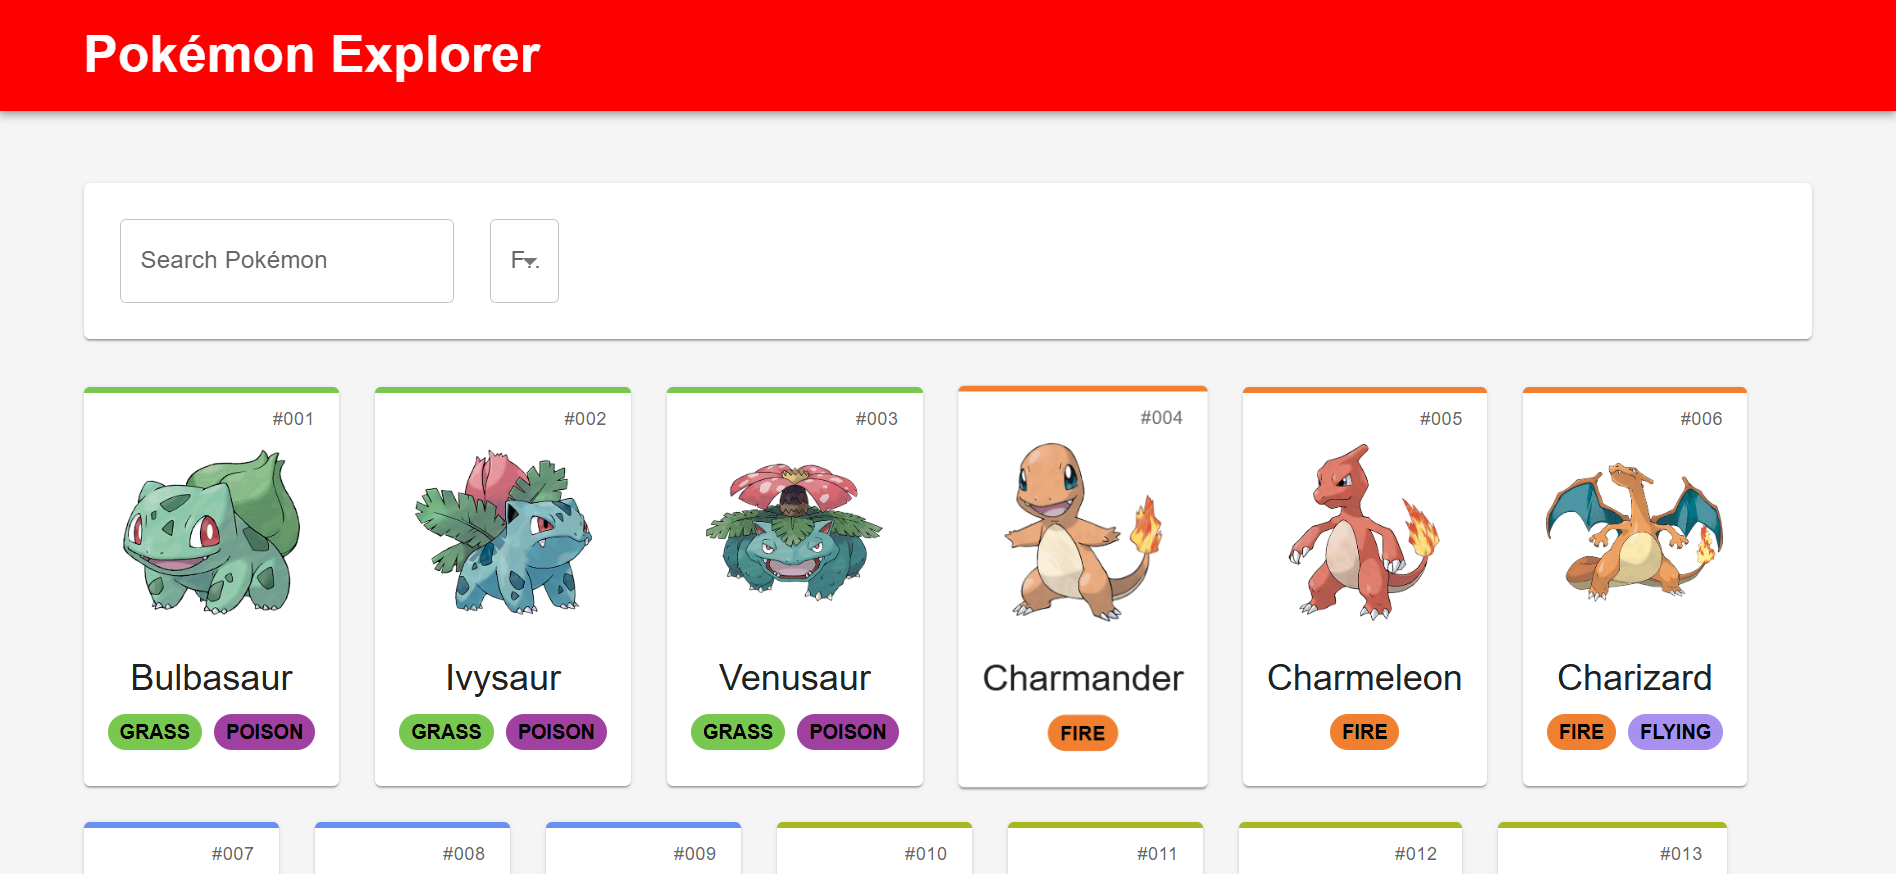 Pokémon Explorer
Search Pokémon
F...
#001
#002
#003
#004
#005
#006
Bulbasaur
Ivysaur
Venusaur
Charmander
Charmeleon
Charizard
GRASS POISON
GRASS POISON
GRASS POISON
FIRE
FIRE
FIRE FLYING
#007
#008
#009
#010
#011
#012
#013